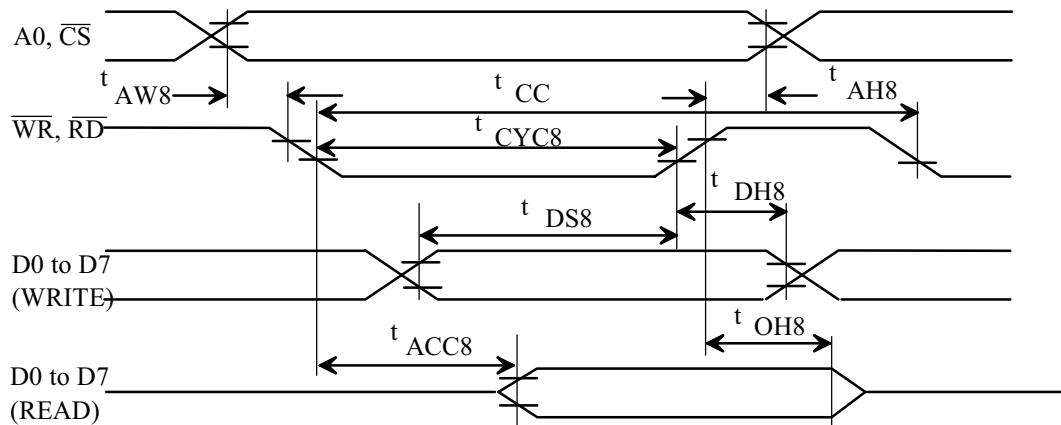 A0, CS
t AW8
t CC
t AH8
WR, RD
t CYC8
t DH8
t DS8
D0 to D7
(WRITE)
t OH8
t ACC8
D0 to D7
(READ)